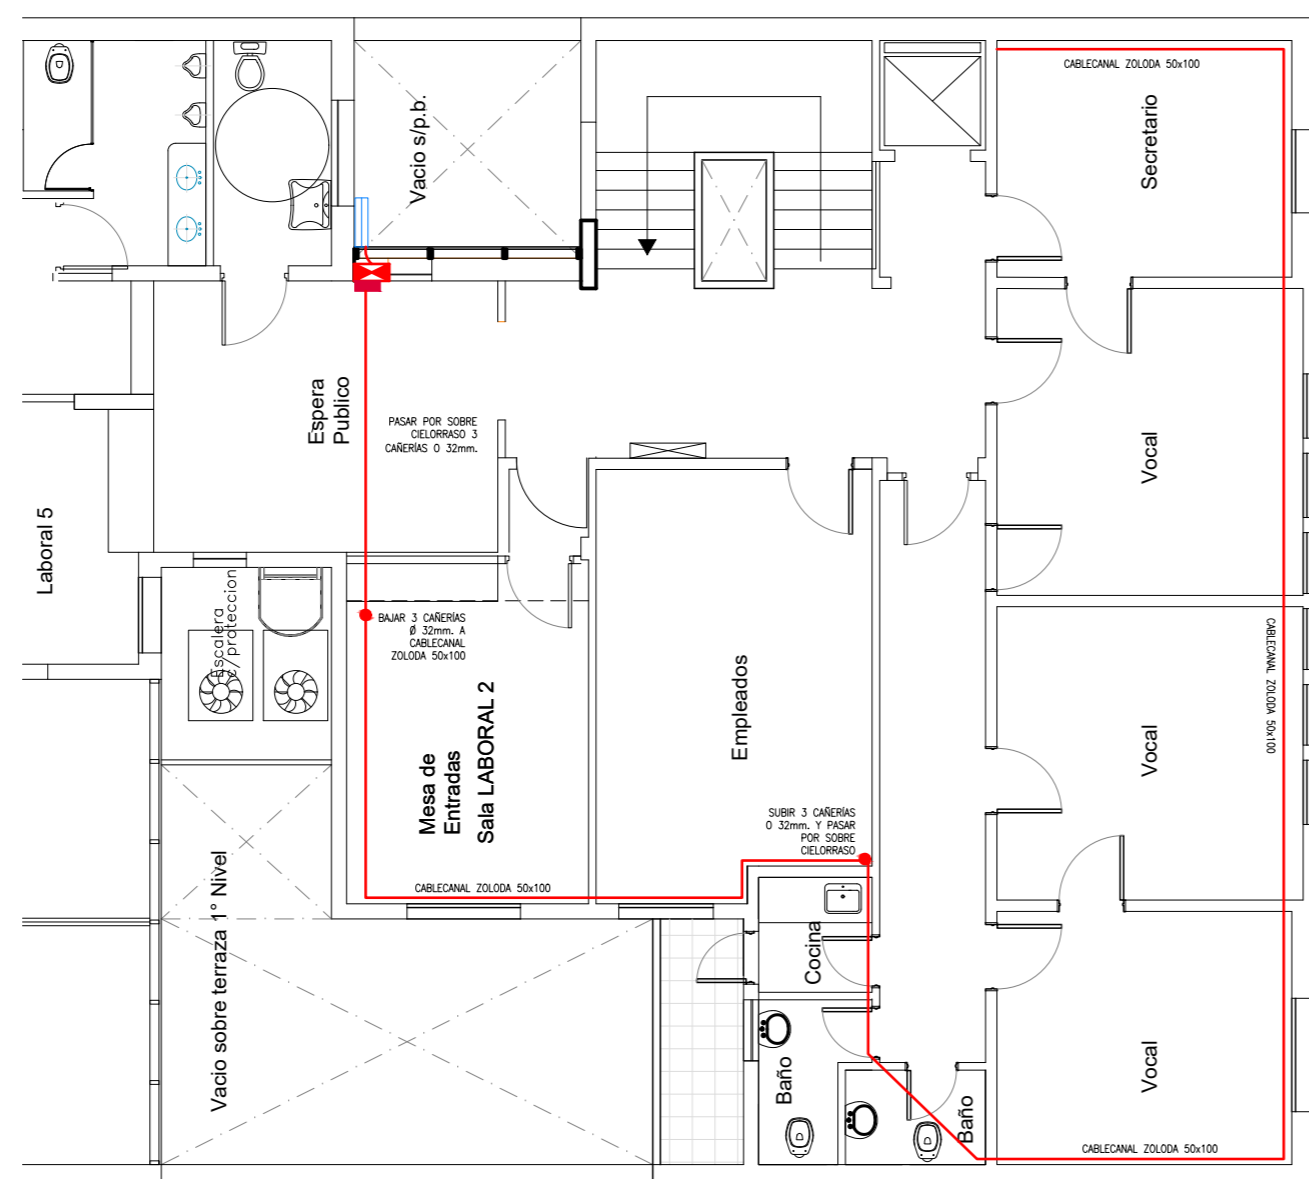 CABLECANAL ZOLODA 50x100
Secretario
Vacio s/p.b.
Espera
Publico
PASAR POR SOBRE
CIELORRASO 3
CAÑERÍAS O 32mm.
Vocal
Laboral 5
Escalera
c/proteccion
BAJAR 3 CAÑERÍAS
Ø 32mm. A
CABLECANAL
ZOLODA 50x100
Mesa de
Entradas
Sala LABORAL 2
Empleados
CABLECANAL ZOLODA 50x100
Vocal
SUBIR 3 CAÑERÍAS
O 32mm. Y PASAR
POR SOBRE
CIELORRASO
CABLECANAL ZOLODA 50x100
Vacio sobre terraza 1° Nivel
Cocina
Baño
Baño
Vocal
CABLECANAL ZOLODA 50x100